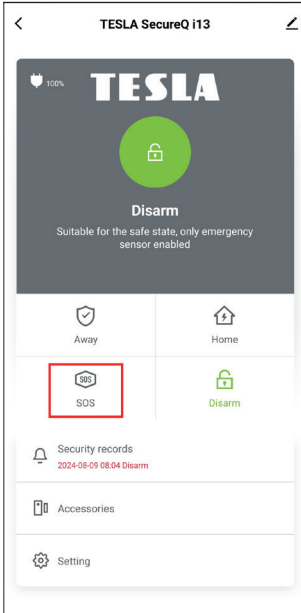 TESLA SecureQ i13
100%
TESLA
Disarm
Suitable for the safe state, only emergency
sensor enabled
Away
Home
SOS
SOS
Disarm
Security records
2024-08-09 08:04 Disarm
Accessories
Setting